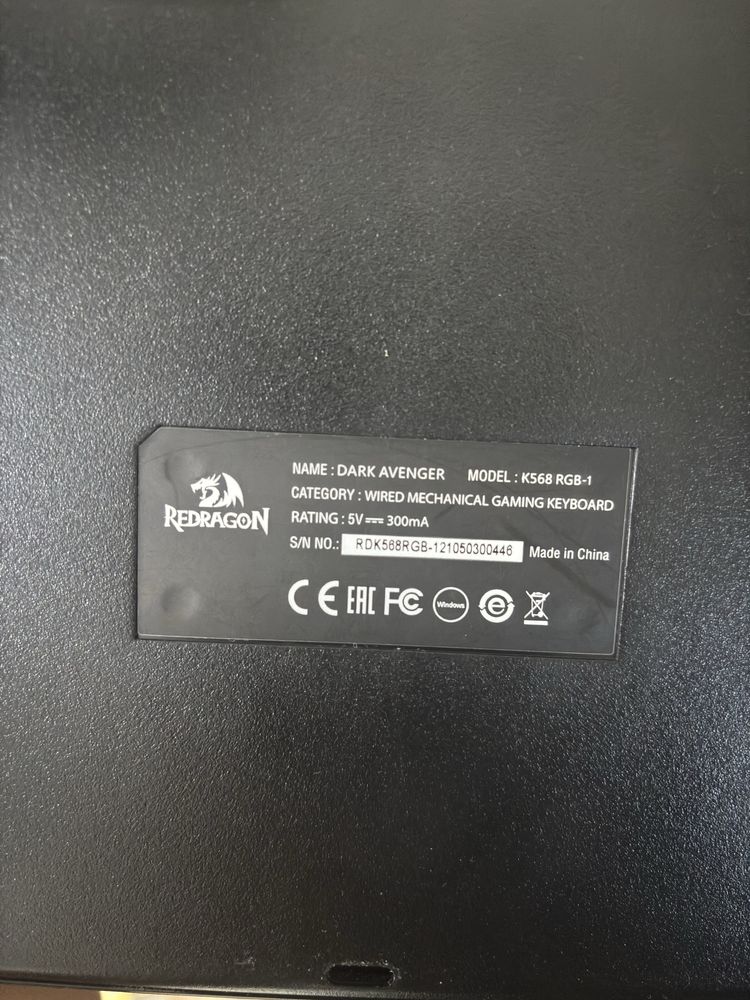 REDRAGON
NAME : DARK AVENGER MODEL : K568 RGB-1
CATEGORY : WIRED MECHANICAL GAMING KEYBOARD
RATING : 5V⎓300mA
S/N NO.: RDK568RGB-121050300446 Made in China
CE EAC FC Windows e